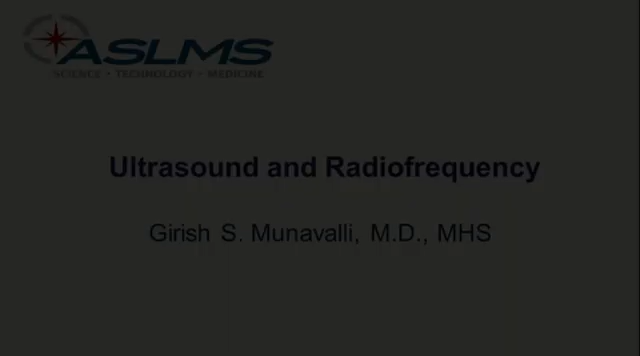 ASLMS
SCIENCE • TECHNOLOGY • MEDICINE
Ultrasound and Radiofrequency
Girish S. Munavalli, M.D., MHS